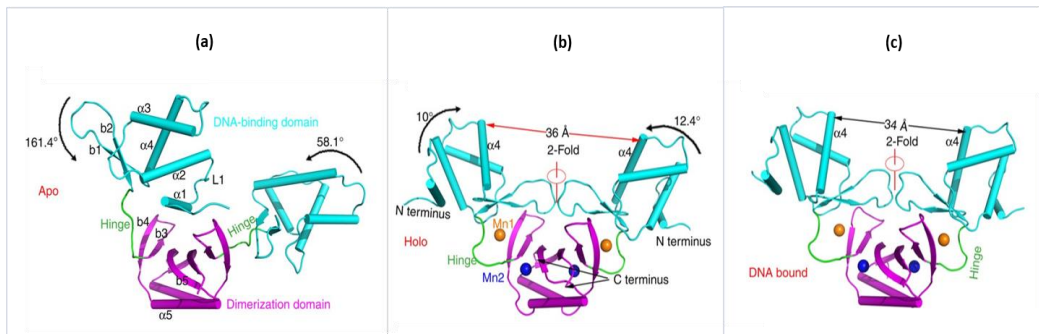 (a)
α3
b2
DNA-binding domain
161.4°
b1
α4
58.1°
α2
L1
Apo
α1
Hinge
b4
Hinge
b3
b5
Dimerization domain
α5
(b)
10°
12.4°
36 Å
α4
2-Fold
α4
N terminus
Mn1
Holo
N terminus
Hinge
Mn2
C terminus
(c)
34 Å
α4
2-Fold
DNA bound
Hinge